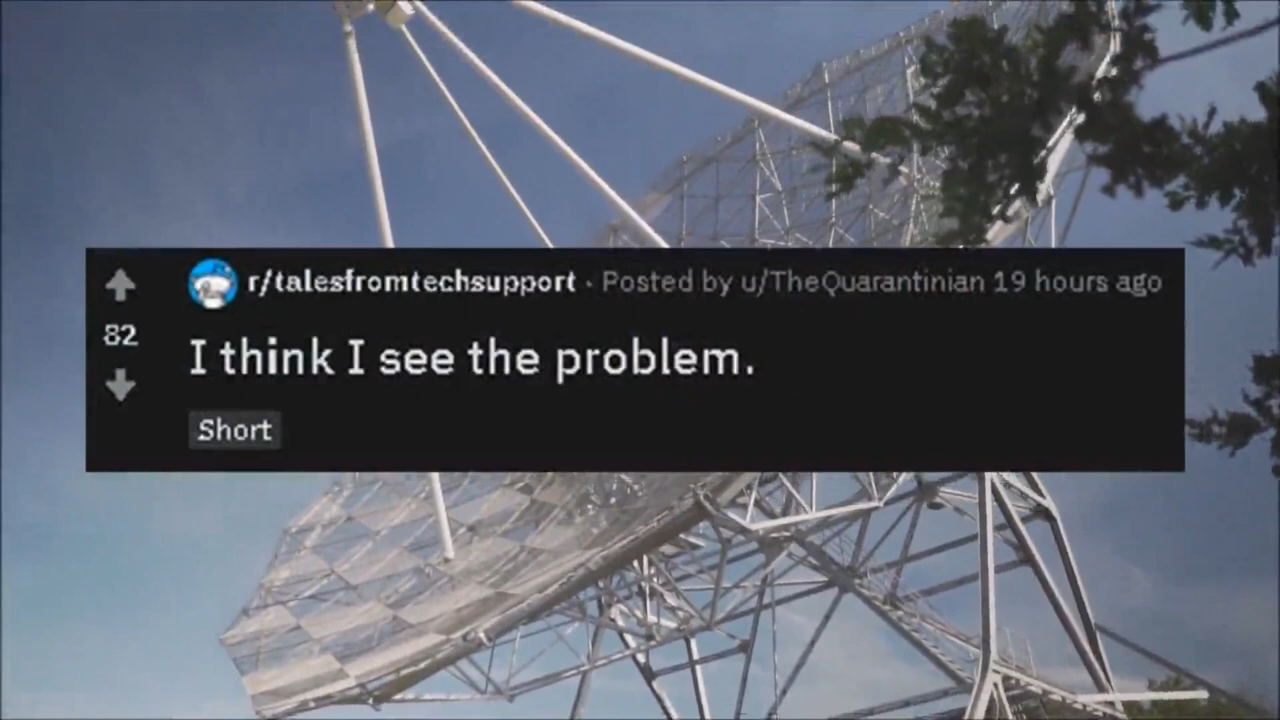 r/talesfromtechsupport · Posted by u/TheQuarantinian 19 hours ago
82
I think I see the problem.
Short